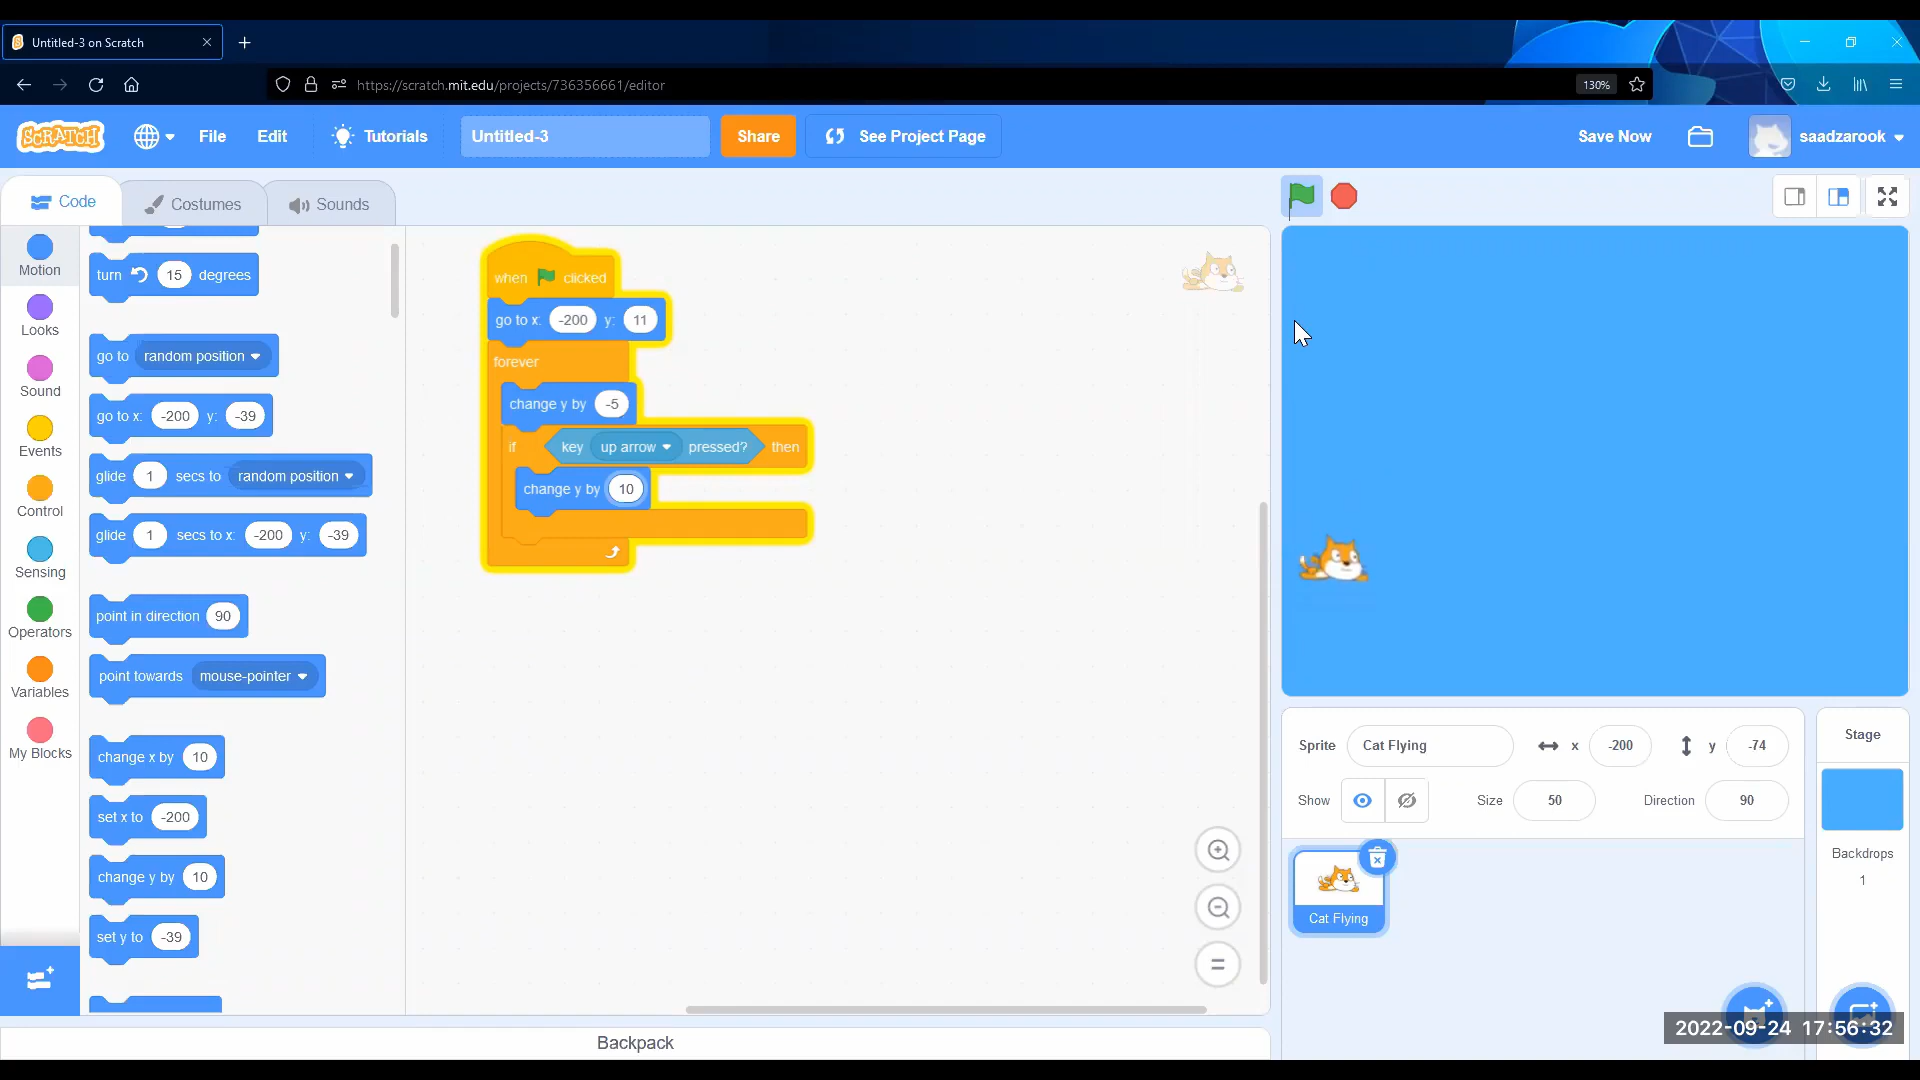 Untitled-3 on Scratch
https://scratch.mit.edu/projects/736356661/editor
130%
SCRATCH
File
Edit
Tutorials
Untitled-3
Share
See Project Page
Save Now
saadzarook
Code
Costumes
Sounds
Motion
Looks
Sound
Events
Control
Sensing
Operators
Variables
My Blocks
turn 15 degrees
go to random position
go to x: -200 y: -39
glide 1 secs to random position
glide 1 secs to x: -200 y: -39
point in direction 90
point towards mouse-pointer
change x by 10
set x to -200
change y by 10
set y to -39
when clicked
go to x: -200 y: 11
forever
change y by -5
if key up arrow pressed? then
change y by 10
Backpack
Sprite Cat Flying x -200 y -74
Show Size 50 Direction 90
Cat Flying
Stage
Backdrops
1
2022-09-24 17:56:32